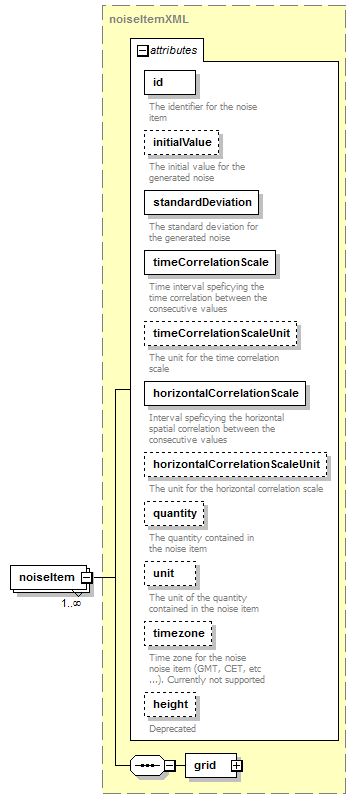 noiseItemXML
attributes
id
The identifier for the noise
item
initialValue
The initial value for the
generated noise
standardDeviation
The standard deviation for
the generated noise
timeCorrelationScale
Time interval speficying the
time correlation between the
consecutive values
timeCorrelationScaleUnit
The unit for the time correlation
scale
horizontalCorrelationScale
Interval speficying the horizontal
spatial correlation between the
consecutive values
horizontalCorrelationScaleUnit
The unit for the horizontal correlation scale
quantity
The quantity contained in
the noise item
unit
The unit of the quantity
contained in the noise item
timezone
Time zone for the noise
noise item (GMT, CET, etc
...). Currently not supported
height
Deprecated
noiseItem
1..∞
grid